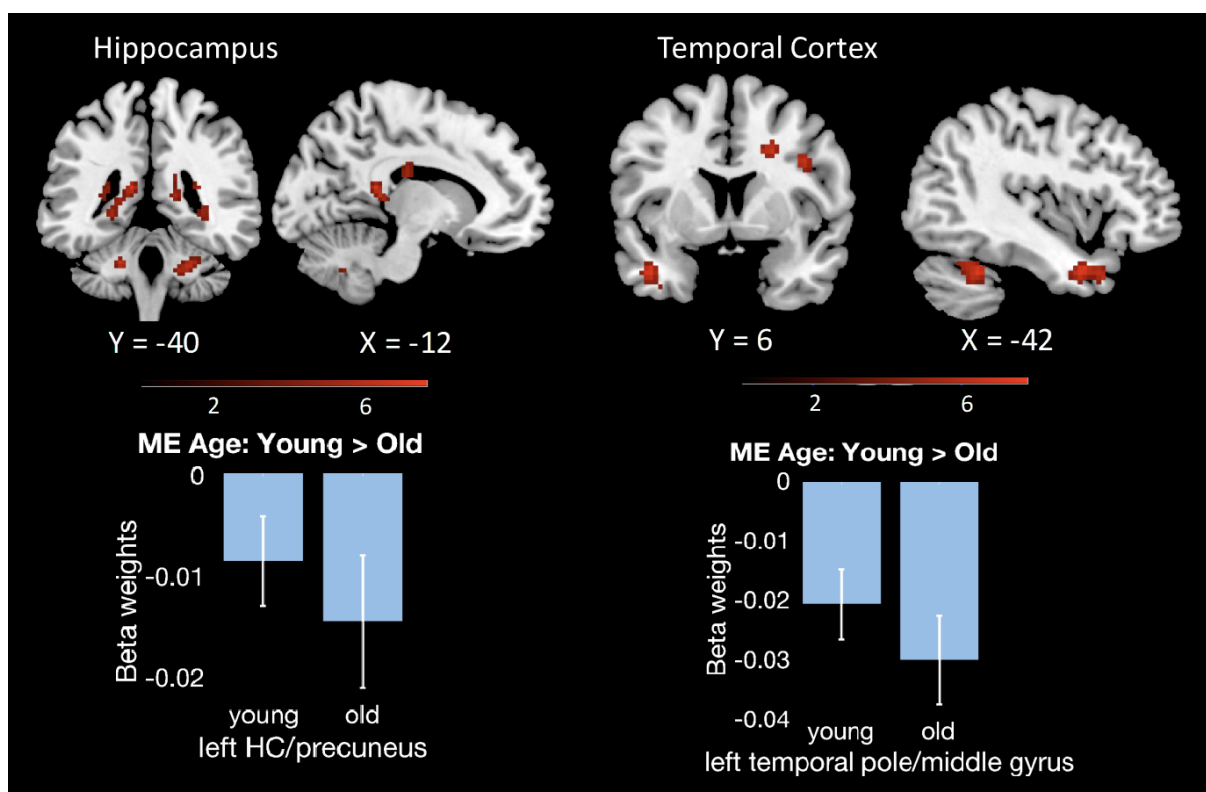 Hippocampus
Y = -40
X = -12
2
6
ME Age: Young > Old
Beta weights
0
-0.01
-0.02
young
old
left HC/precuneus
Temporal Cortex
Y = 6
X = -42
2
6
ME Age: Young > Old
Beta weights
0
-0.01
-0.02
-0.03
-0.04
young
old
left temporal pole/middle gyrus